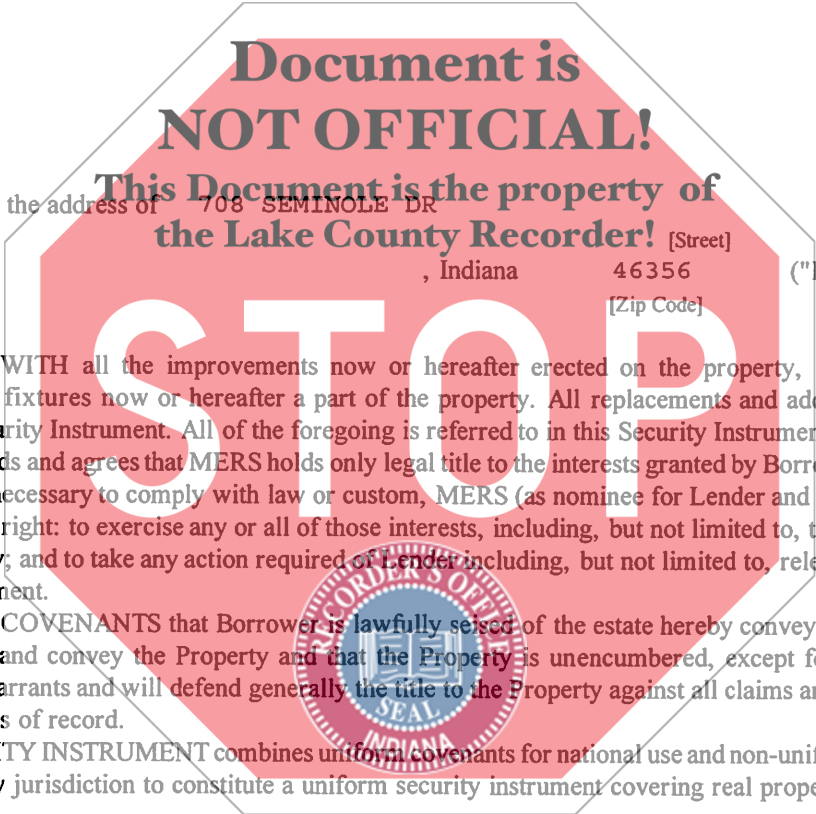 Document is
NOT OFFICIAL!
This Document is the property of
the address of 708 SEMINOLE DR
the Lake County Recorder! [Street]
, Indiana 46356 ("
[Zip Code]
STOP
WITH all the improvements now or hereafter erected on the property,
fixtures now or hereafter a part of the property. All replacements and add
rity Instrument. All of the foregoing is referred to in this Security Instrumen
ds and agrees that MERS holds only legal title to the interests granted by Borro
ecessary to comply with law or custom, MERS (as nominee for Lender and
right: to exercise any or all of those interests, including, but not limited to, t
; and to take any action required of Lender including, but not limited to, rele
nent.
COVENANTS that Borrower is lawfully seised of the estate hereby convey
and convey the Property and that the Property is unencumbered, except fo
arrants and will defend generally the title to the Property against all claims an
s of record.
TY INSTRUMENT combines uniform covenants for national use and non-unif
jurisdiction to constitute a uniform security instrument covering real prope
RECORDER'S OFFICE
SEAL
INDIANA